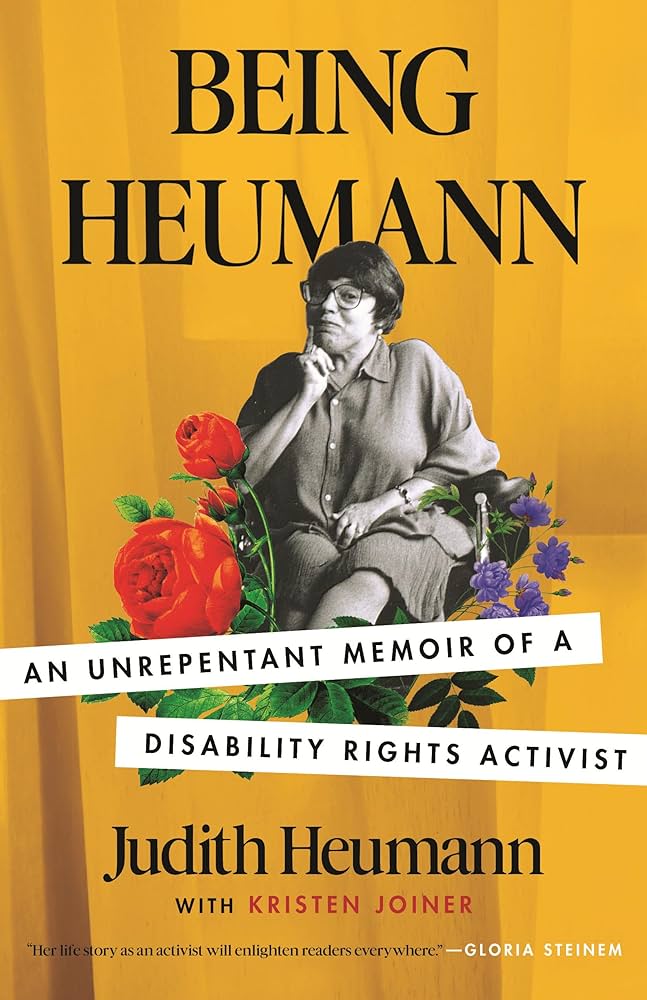 BEING
HEUMANN
AN UNREPENTANT MEMOIR OF A
DISABILITY RIGHTS ACTIVIST
Judith Heumann
WITH KRISTEN JOINER
“Her life story as an activist will enlighten readers everywhere.” —GLORIA STEINEM